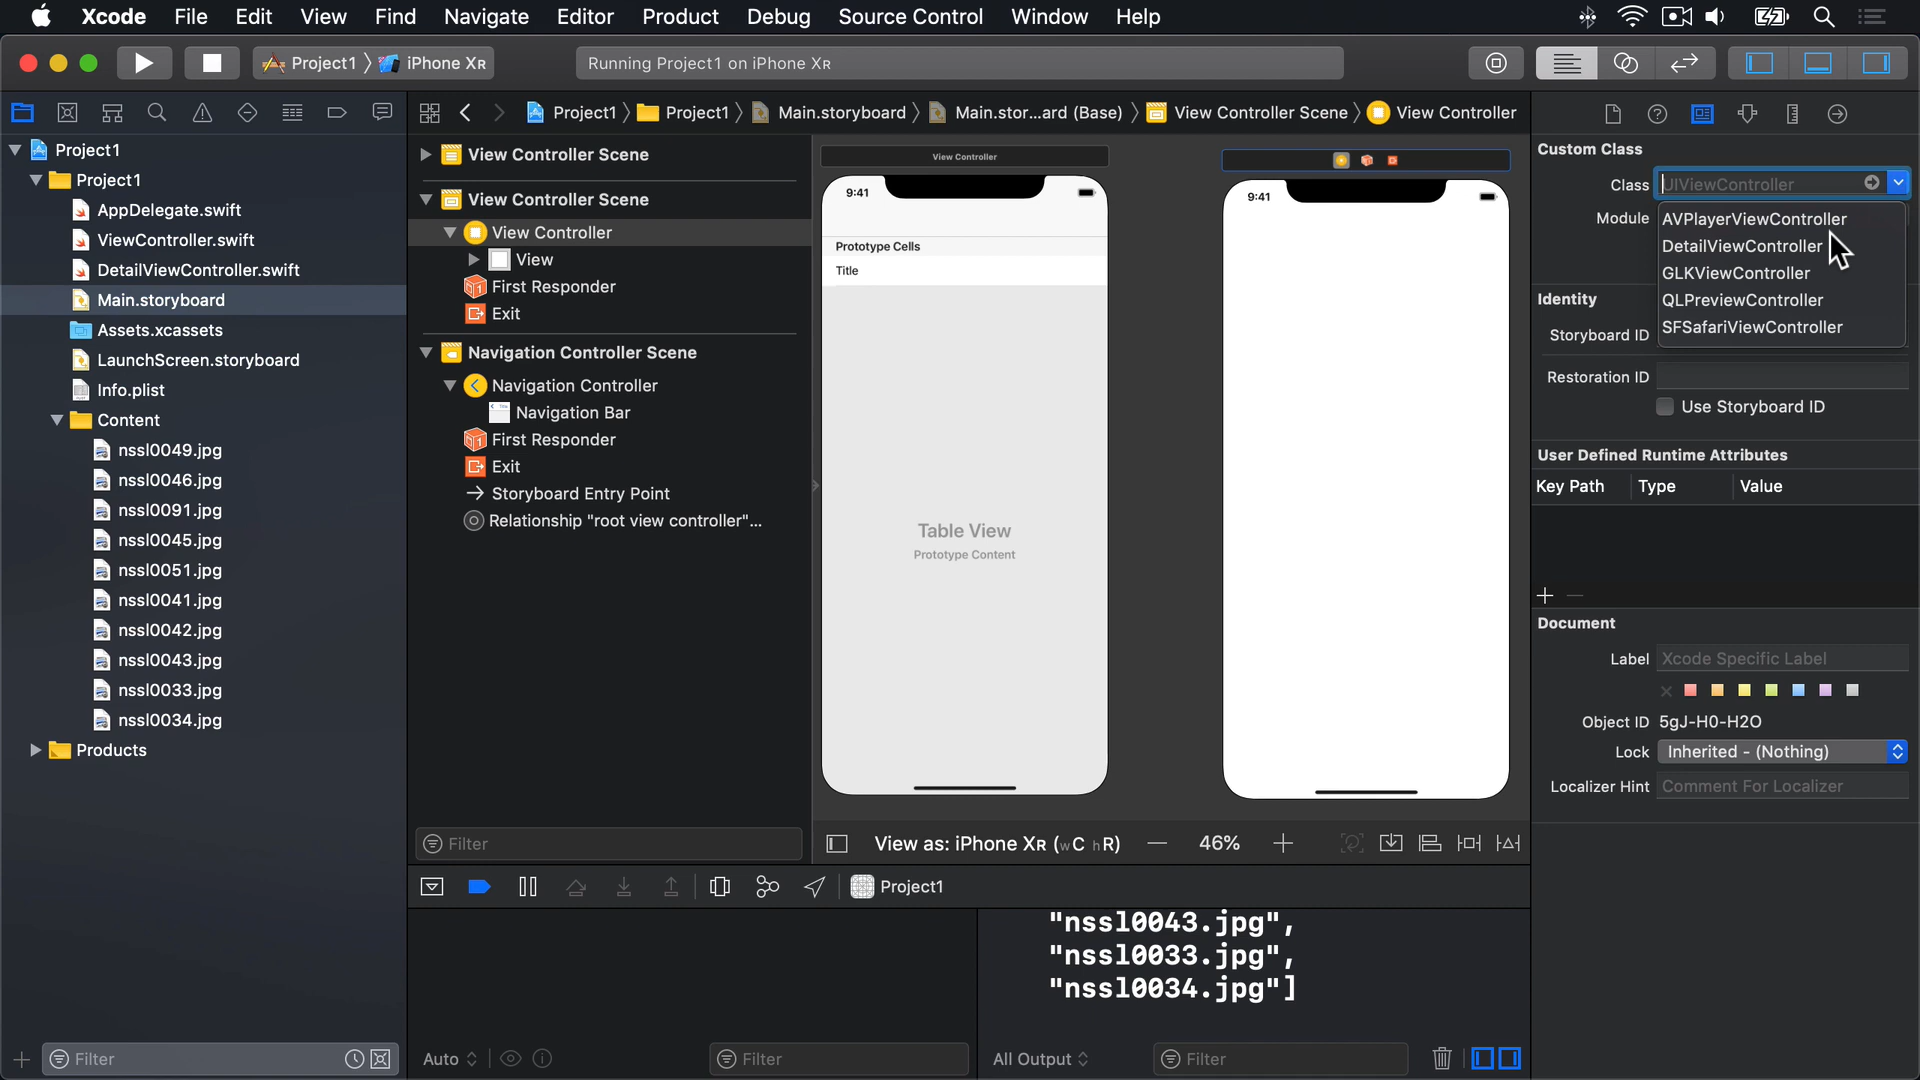 Xcode File Edit View Find Navigate Editor Product Debug Source Control Window Help
Project1 iPhone XR
Running Project1 on iPhone XR
Project1 Project1 Main.storyboard Main.stor...ard (Base) View Controller Scene View Controller
Project1
Project1
AppDelegate.swift
ViewController.swift
DetailViewController.swift
Main.storyboard
Assets.xcassets
LaunchScreen.storyboard
Info.plist
Content
nssl0049.jpg
nssl0046.jpg
nssl0091.jpg
nssl0045.jpg
nssl0051.jpg
nssl0041.jpg
nssl0042.jpg
nssl0043.jpg
nssl0033.jpg
nssl0034.jpg
Products
Filter
View Controller Scene
View Controller Scene
View Controller
View
First Responder
Exit
Navigation Controller Scene
Navigation Controller
Navigation Bar
First Responder
Exit
Storyboard Entry Point
Relationship "root view controller"...
Filter
View Controller
9:41
Prototype Cells
Title
Table View
Prototype Content
9:41
View as: iPhone XR (wC hR) 46%
Project1
"nssl0043.jpg",
"nssl0033.jpg",
"nssl0034.jpg"]
Auto
Filter
All Output
Filter
Custom Class
Class UIViewController
Module
AVPlayerViewController
DetailViewController
GLKViewController
QLPreviewController
SFSafariViewController
Identity
Storyboard ID
Restoration ID
Use Storyboard ID
User Defined Runtime Attributes
Key Path Type Value
Document
Label Xcode Specific Label
Object ID 5gJ-H0-H2O
Lock Inherited - (Nothing)
Localizer Hint Comment For Localizer